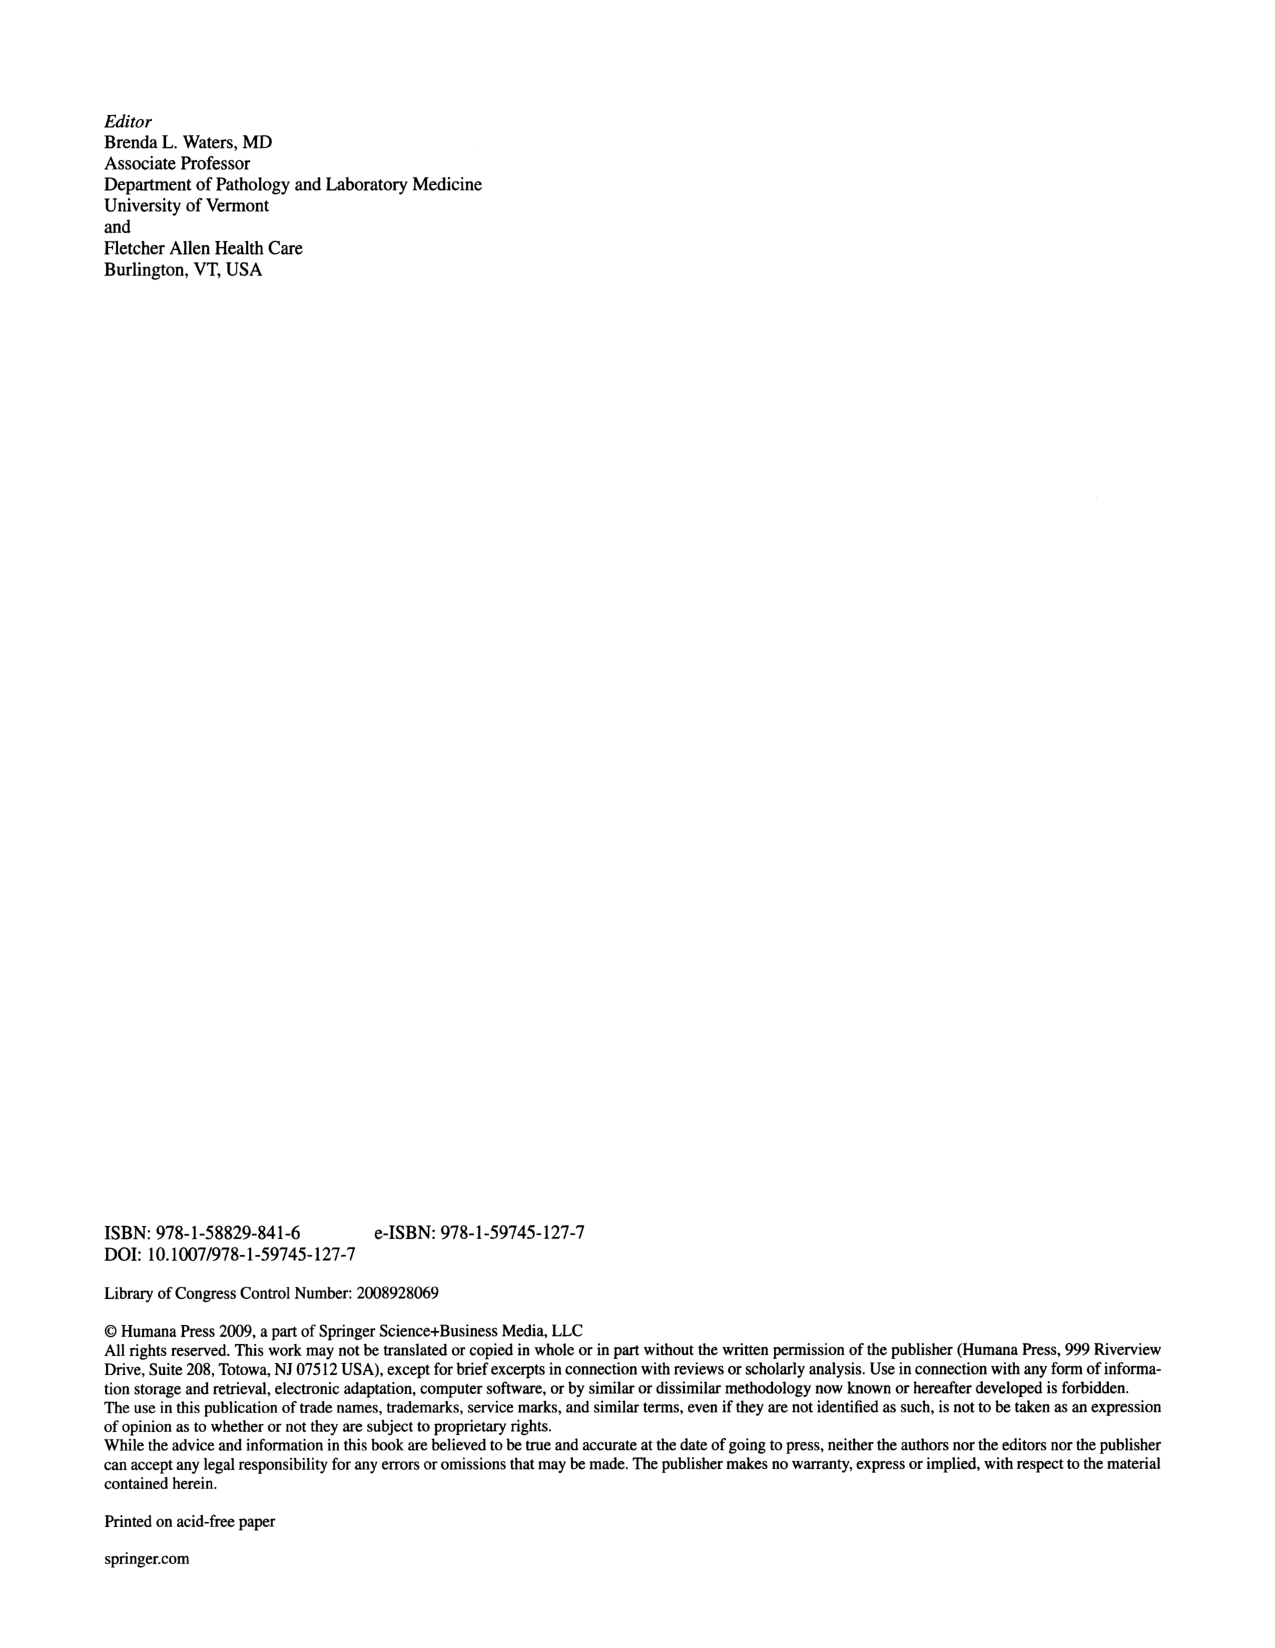 Editor
Brenda L. Waters, MD
Associate Professor
Department of Pathology and Laboratory Medicine
University of Vermont
and
Fletcher Allen Health Care
Burlington, VT, USA
ISBN: 978-1-58829-841-6 e-ISBN: 978-1-59745-127-7
DOI: 10.1007/978-1-59745-127-7
Library of Congress Control Number: 2008928069
© Humana Press 2009, a part of Springer Science+Business Media, LLC
All rights reserved. This work may not be translated or copied in whole or in part without the written permission of the publisher (Humana Press, 999 Riverview
Drive, Suite 208, Totowa, NJ 07512 USA), except for brief excerpts in connection with reviews or scholarly analysis. Use in connection with any form of informa-
tion storage and retrieval, electronic adaptation, computer software, or by similar or dissimilar methodology now known or hereafter developed is forbidden.
The use in this publication of trade names, trademarks, service marks, and similar terms, even if they are not identified as such, is not to be taken as an expression
of opinion as to whether or not they are subject to proprietary rights.
While the advice and information in this book are believed to be true and accurate at the date of going to press, neither the authors nor the editors nor the publisher
can accept any legal responsibility for any errors or omissions that may be made. The publisher makes no warranty, express or implied, with respect to the material
contained herein.
Printed on acid-free paper
springer.com